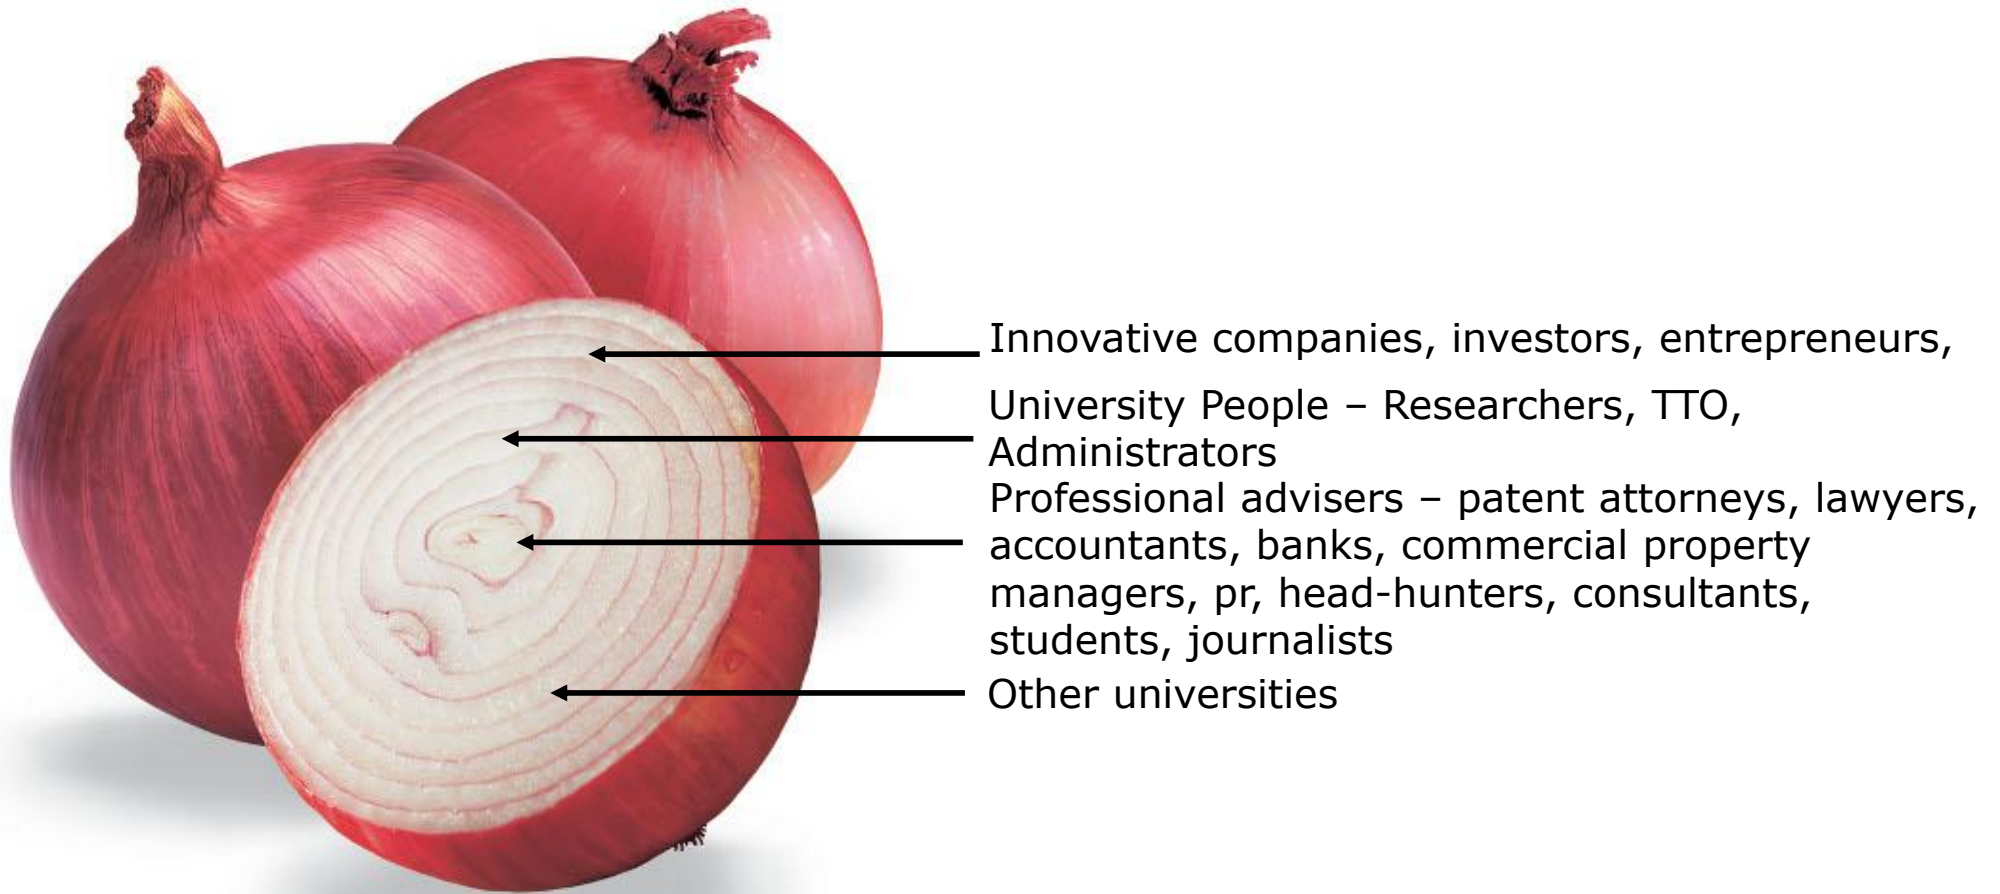 Innovative companies, investors, entrepreneurs,
University People – Researchers, TTO,
Administrators
Professional advisers – patent attorneys, lawyers,
accountants, banks, commercial property
managers, pr, head-hunters, consultants,
students, journalists
Other universities